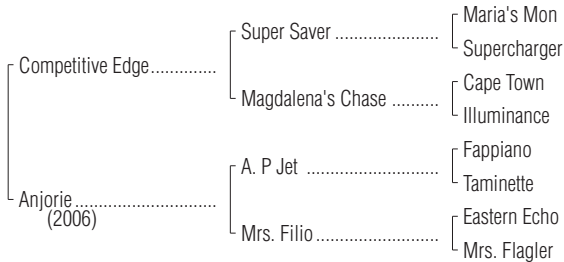 Maria's Mon
Super Saver ....................
Supercharger
Competitive Edge.............
Cape Town
Magdalena's Chase .........
Illuminance
Fappiano
A. P Jet .........................
Taminette
Anjorie ...........................
(2006)
Eastern Echo
Mrs. Filio.......................
Mrs. Flagler